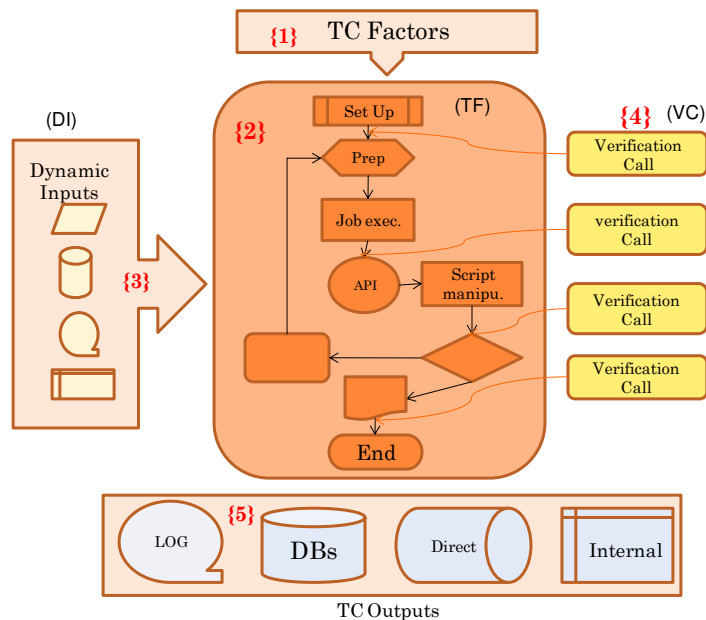 {1} TC Factors
(DI)
Dynamic
Inputs
{3}
{2}
(TF)
Set Up
Prep
Job exec.
API
Script
manipu.
End
{4} (VC)
Verification
Call
verification
Call
Verification
Call
Verification
Call
{5}
LOG
DBs
Direct
Internal
TC Outputs